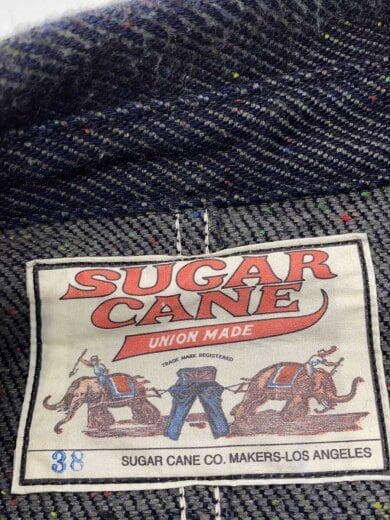 SUGAR
CANE
UNION MADE
TRADE MARK REGISTERED
38
SUGAR CANE CO. MAKERS-LOS ANGELES